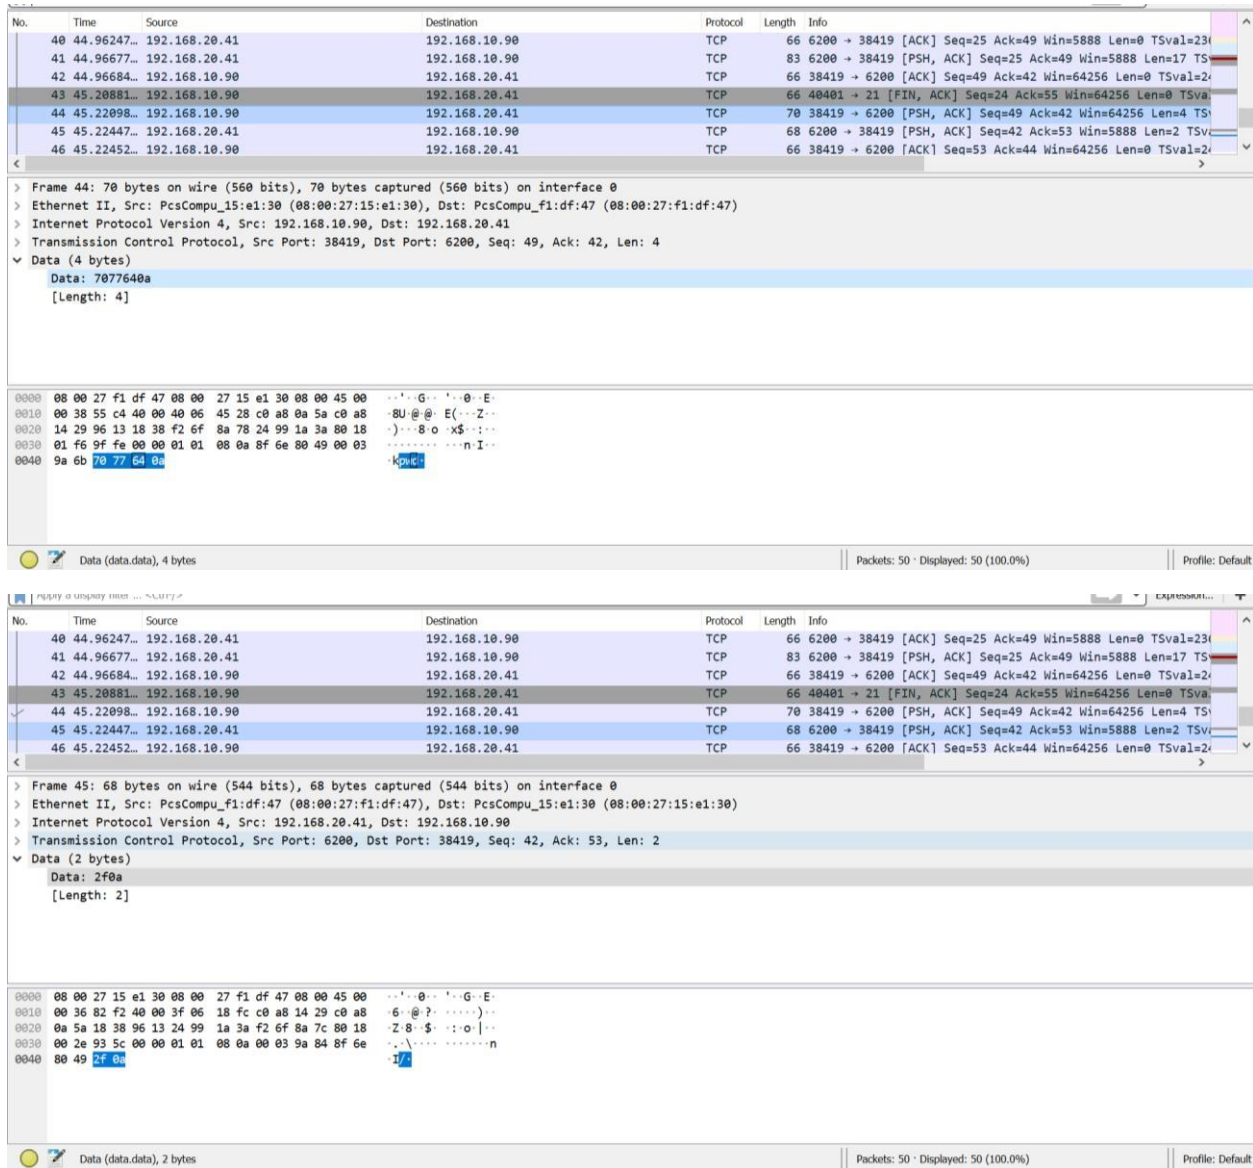 No. Time Source Destination Protocol Length Info
40 44.96247… 192.168.20.41 192.168.10.90 TCP 66 6200 → 38419 [ACK] Seq=25 Ack=49 Win=5888 Len=0 TSval=230
41 44.96677… 192.168.20.41 192.168.10.90 TCP 83 6200 → 38419 [PSH, ACK] Seq=25 Ack=49 Win=5888 Len=17 TS
42 44.96684… 192.168.10.90 192.168.20.41 TCP 66 38419 → 6200 [ACK] Seq=49 Ack=42 Win=64256 Len=0 TSval=24
43 45.20881… 192.168.10.90 192.168.20.41 TCP 66 40401 → 21 [FIN, ACK] Seq=24 Ack=55 Win=64256 Len=0 TSva
44 45.22098… 192.168.10.90 192.168.20.41 TCP 70 38419 → 6200 [PSH, ACK] Seq=49 Ack=42 Win=64256 Len=4 TS
45 45.22447… 192.168.20.41 192.168.10.90 TCP 68 6200 → 38419 [PSH, ACK] Seq=42 Ack=53 Win=5888 Len=2 TSv
46 45.22452… 192.168.10.90 192.168.20.41 TCP 66 38419 → 6200 [ACK] Seq=53 Ack=44 Win=64256 Len=0 TSval=24
Frame 44: 70 bytes on wire (560 bits), 70 bytes captured (560 bits) on interface 0
Ethernet II, Src: PcsCompu_15:e1:30 (08:00:27:15:e1:30), Dst: PcsCompu_f1:df:47 (08:00:27:f1:df:47)
Internet Protocol Version 4, Src: 192.168.10.90, Dst: 192.168.20.41
Transmission Control Protocol, Src Port: 38419, Dst Port: 6200, Seq: 49, Ack: 42, Len: 4
Data (4 bytes)
Data: 7077640a
[Length: 4]
0000 08 00 27 f1 df 47 08 00 27 15 e1 30 08 00 45 00 ··'··G·· '··0··E·
0010 00 38 55 c4 40 00 40 06 45 28 c0 a8 0a 5a c0 a8 ·8U·@·@· E(···Z··
0020 14 29 96 13 18 38 f2 6f 8a 78 24 99 1a 3a 80 18 ·)···8·o ·x$··:··
0030 01 f6 9f fe 00 00 01 01 08 0a 8f 6e 80 49 00 03 ········ ···n·I··
0040 9a 6b 70 77 64 0a ·kpwd·
Data (data.data), 4 bytes Packets: 50 · Displayed: 50 (100.0%) Profile: Default
Apply a display filter … <Ctrl-/> Expression… +
No. Time Source Destination Protocol Length Info
40 44.96247… 192.168.20.41 192.168.10.90 TCP 66 6200 → 38419 [ACK] Seq=25 Ack=49 Win=5888 Len=0 TSval=230
41 44.96677… 192.168.20.41 192.168.10.90 TCP 83 6200 → 38419 [PSH, ACK] Seq=25 Ack=49 Win=5888 Len=17 TS
42 44.96684… 192.168.10.90 192.168.20.41 TCP 66 38419 → 6200 [ACK] Seq=49 Ack=42 Win=64256 Len=0 TSval=24
43 45.20881… 192.168.10.90 192.168.20.41 TCP 66 40401 → 21 [FIN, ACK] Seq=24 Ack=55 Win=64256 Len=0 TSva
44 45.22098… 192.168.10.90 192.168.20.41 TCP 70 38419 → 6200 [PSH, ACK] Seq=49 Ack=42 Win=64256 Len=4 TS
45 45.22447… 192.168.20.41 192.168.10.90 TCP 68 6200 → 38419 [PSH, ACK] Seq=42 Ack=53 Win=5888 Len=2 TSv
46 45.22452… 192.168.10.90 192.168.20.41 TCP 66 38419 → 6200 [ACK] Seq=53 Ack=44 Win=64256 Len=0 TSval=24
Frame 45: 68 bytes on wire (544 bits), 68 bytes captured (544 bits) on interface 0
Ethernet II, Src: PcsCompu_f1:df:47 (08:00:27:f1:df:47), Dst: PcsCompu_15:e1:30 (08:00:27:15:e1:30)
Internet Protocol Version 4, Src: 192.168.20.41, Dst: 192.168.10.90
Transmission Control Protocol, Src Port: 6200, Dst Port: 38419, Seq: 42, Ack: 53, Len: 2
Data (2 bytes)
Data: 2f0a
[Length: 2]
0000 08 00 27 15 e1 30 08 00 27 f1 df 47 08 00 45 00 ··'··0·· '··G··E·
0010 00 36 82 f2 40 00 3f 06 18 fc c0 a8 14 29 c0 a8 ·6··@·?· ·····)··
0020 0a 5a 18 38 96 13 24 99 1a 3a f2 6f 8a 7c 80 18 ·Z·8··$· ·:·o·|··
0030 00 2e 93 5c 00 00 01 01 08 0a 00 03 9a 84 8f 6e ·.·\···· ·······n
0040 80 49 2f 0a ·I/·
Data (data.data), 2 bytes Packets: 50 · Displayed: 50 (100.0%) Profile: Default